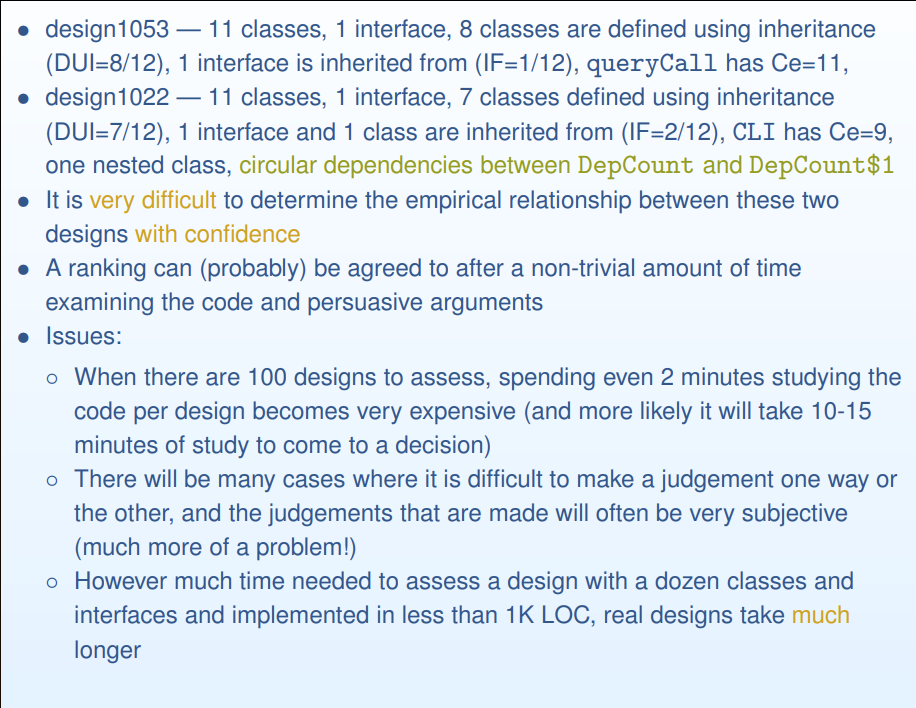 ● design1053 — 11 classes, 1 interface, 8 classes are defined using inheritance
(DUI=8/12), 1 interface is inherited from (IF=1/12), queryCall has Ce=11,
● design1022 — 11 classes, 1 interface, 7 classes defined using inheritance
(DUI=7/12), 1 interface and 1 class are inherited from (IF=2/12), CLI has Ce=9,
one nested class, circular dependencies between DepCount and DepCount$1
● It is very difficult to determine the empirical relationship between these two
designs with confidence
● A ranking can (probably) be agreed to after a non-trivial amount of time
examining the code and persuasive arguments
● Issues:
○ When there are 100 designs to assess, spending even 2 minutes studying the
code per design becomes very expensive (and more likely it will take 10-15
minutes of study to come to a decision)
○ There will be many cases where it is difficult to make a judgement one way or
the other, and the judgements that are made will often be very subjective
(much more of a problem!)
○ However much time needed to assess a design with a dozen classes and
interfaces and implemented in less than 1K LOC, real designs take much
longer